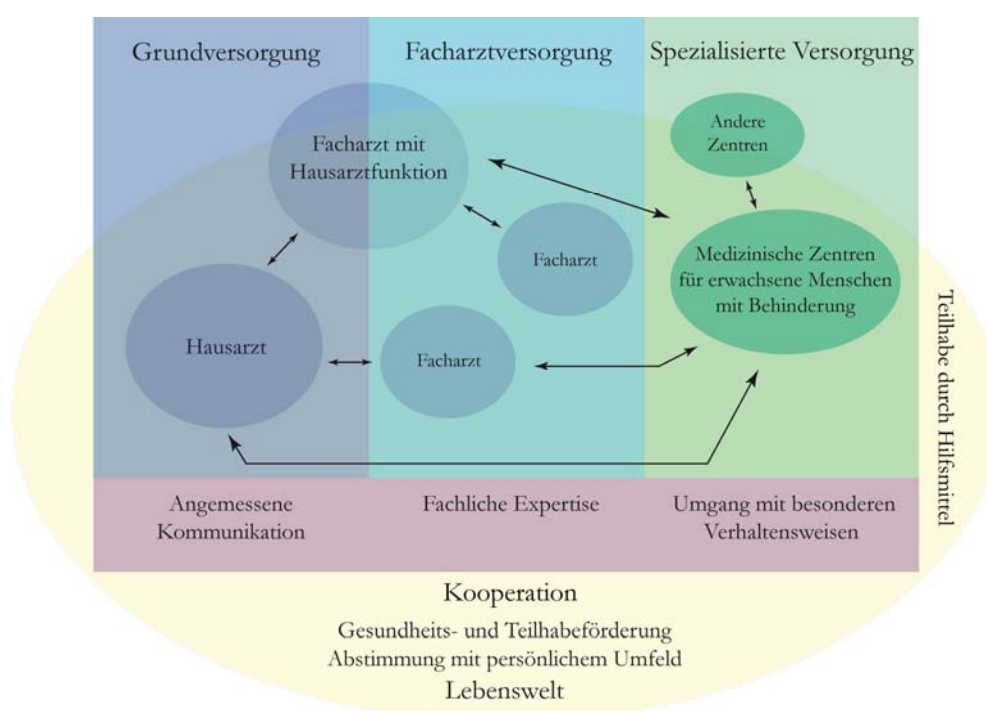 Grundversorgung
Facharztversorgung
Spezialisierte Versorgung
Facharzt mit
Hausarztfunktion
Andere
Zentren
Facharzt
Medizinische Zentren
für erwachsene Menschen
mit Behinderung
Hausarzt
Facharzt
Teilhabe durch Hilfsmittel
Angemessene
Kommunikation
Fachliche Expertise
Umgang mit besonderen
Verhaltensweisen
Kooperation
Gesundheits- und Teilhabeförderung
Abstimmung mit persönlichem Umfeld
Lebenswelt